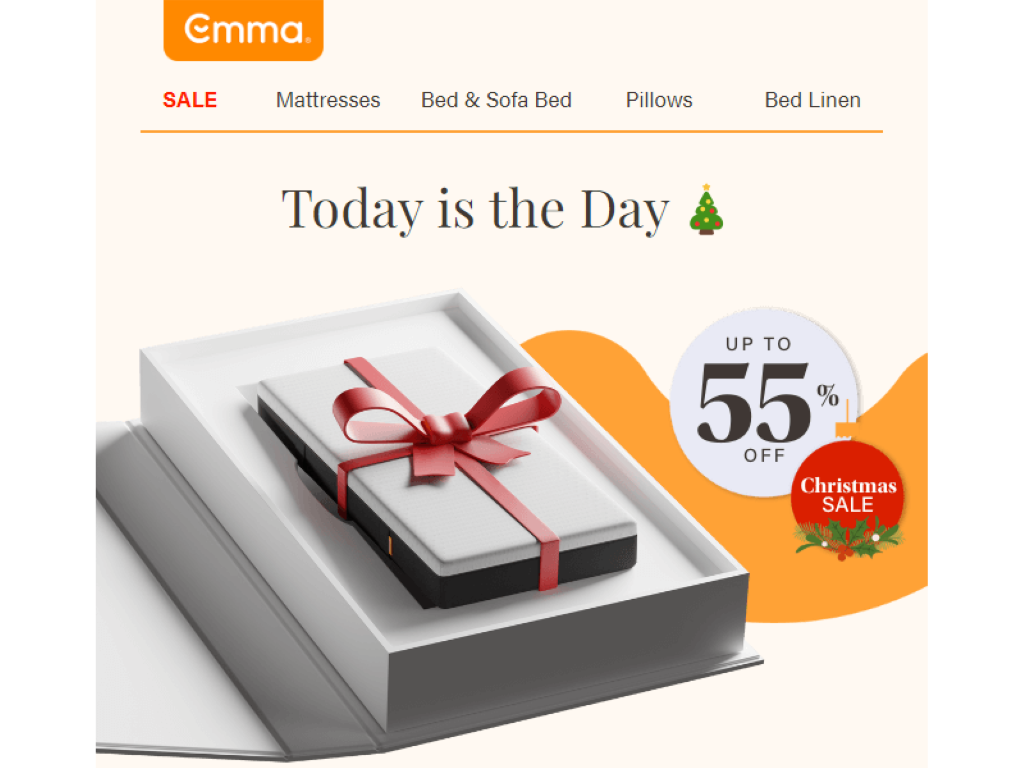 Emma®
SALE Mattresses Bed & Sofa Bed Pillows Bed Linen
Today is the Day 🎄
UP TO
55%
OFF
Christmas
SALE